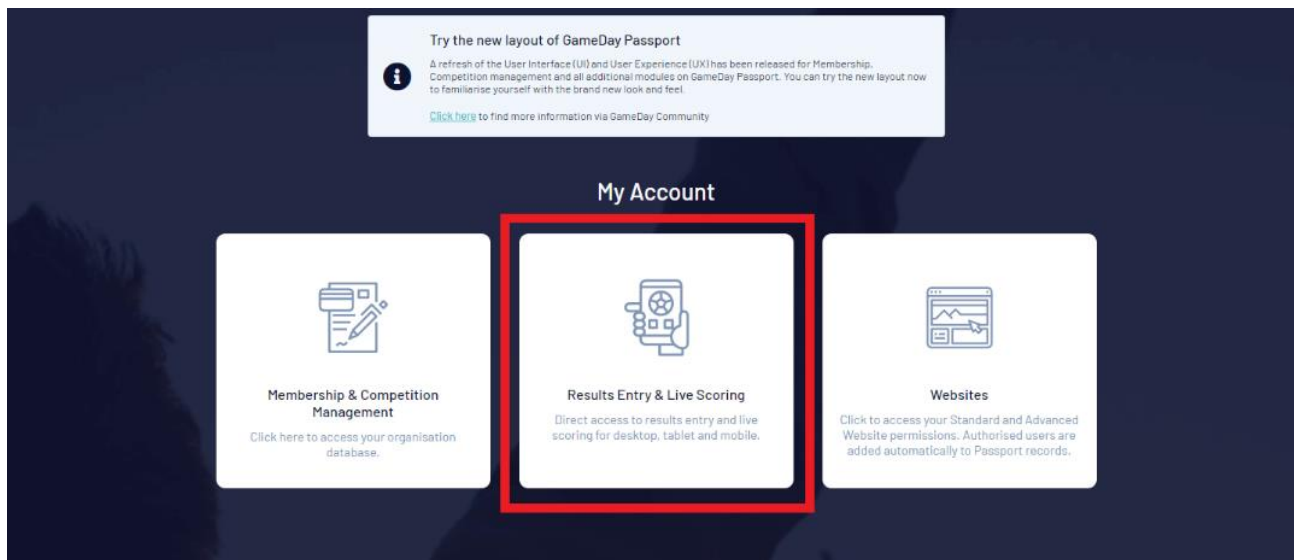 Try the new layout of GameDay Passport
A refresh of the User Interface (UI) and User Experience (UX) has been released for Membership,
Competition management and all additional modules on GameDay Passport. You can try the new layout now
to familiarise yourself with the brand new look and feel.
Click here to find more information via GameDay Community
My Account
Membership & Competition
Management
Click here to access your organisation
database.
Results Entry & Live Scoring
Direct access to results entry and live
scoring for desktop, tablet and mobile.
Websites
Click to access your Standard and Advanced
Website permissions. Authorised users are
added automatically to Passport records.